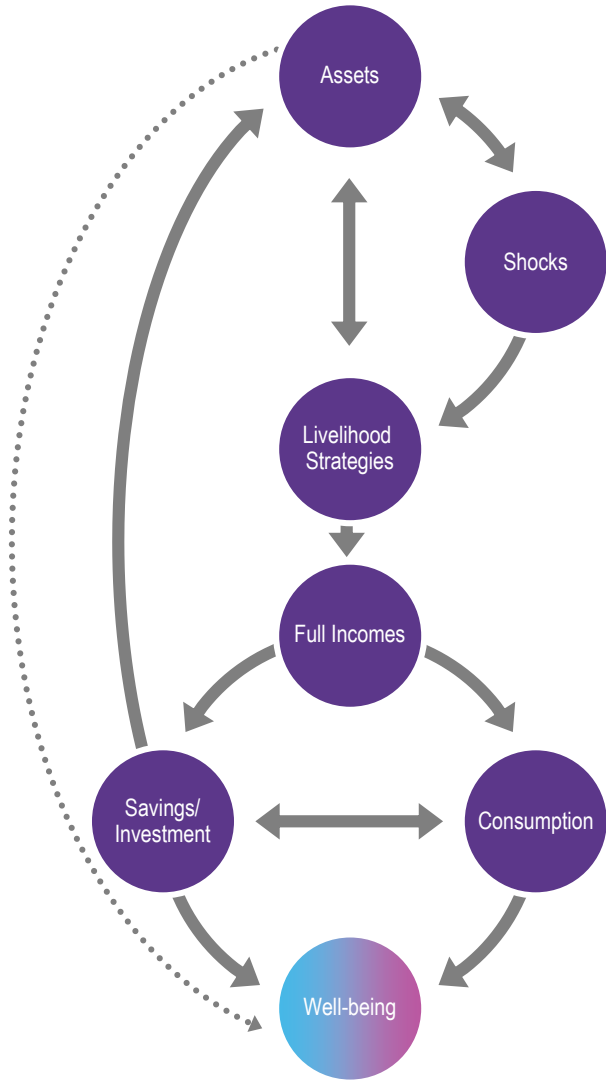 Assets
Shocks
Livelihood
Strategies
Full Incomes
Savings/
Investment
Consumption
Well-being